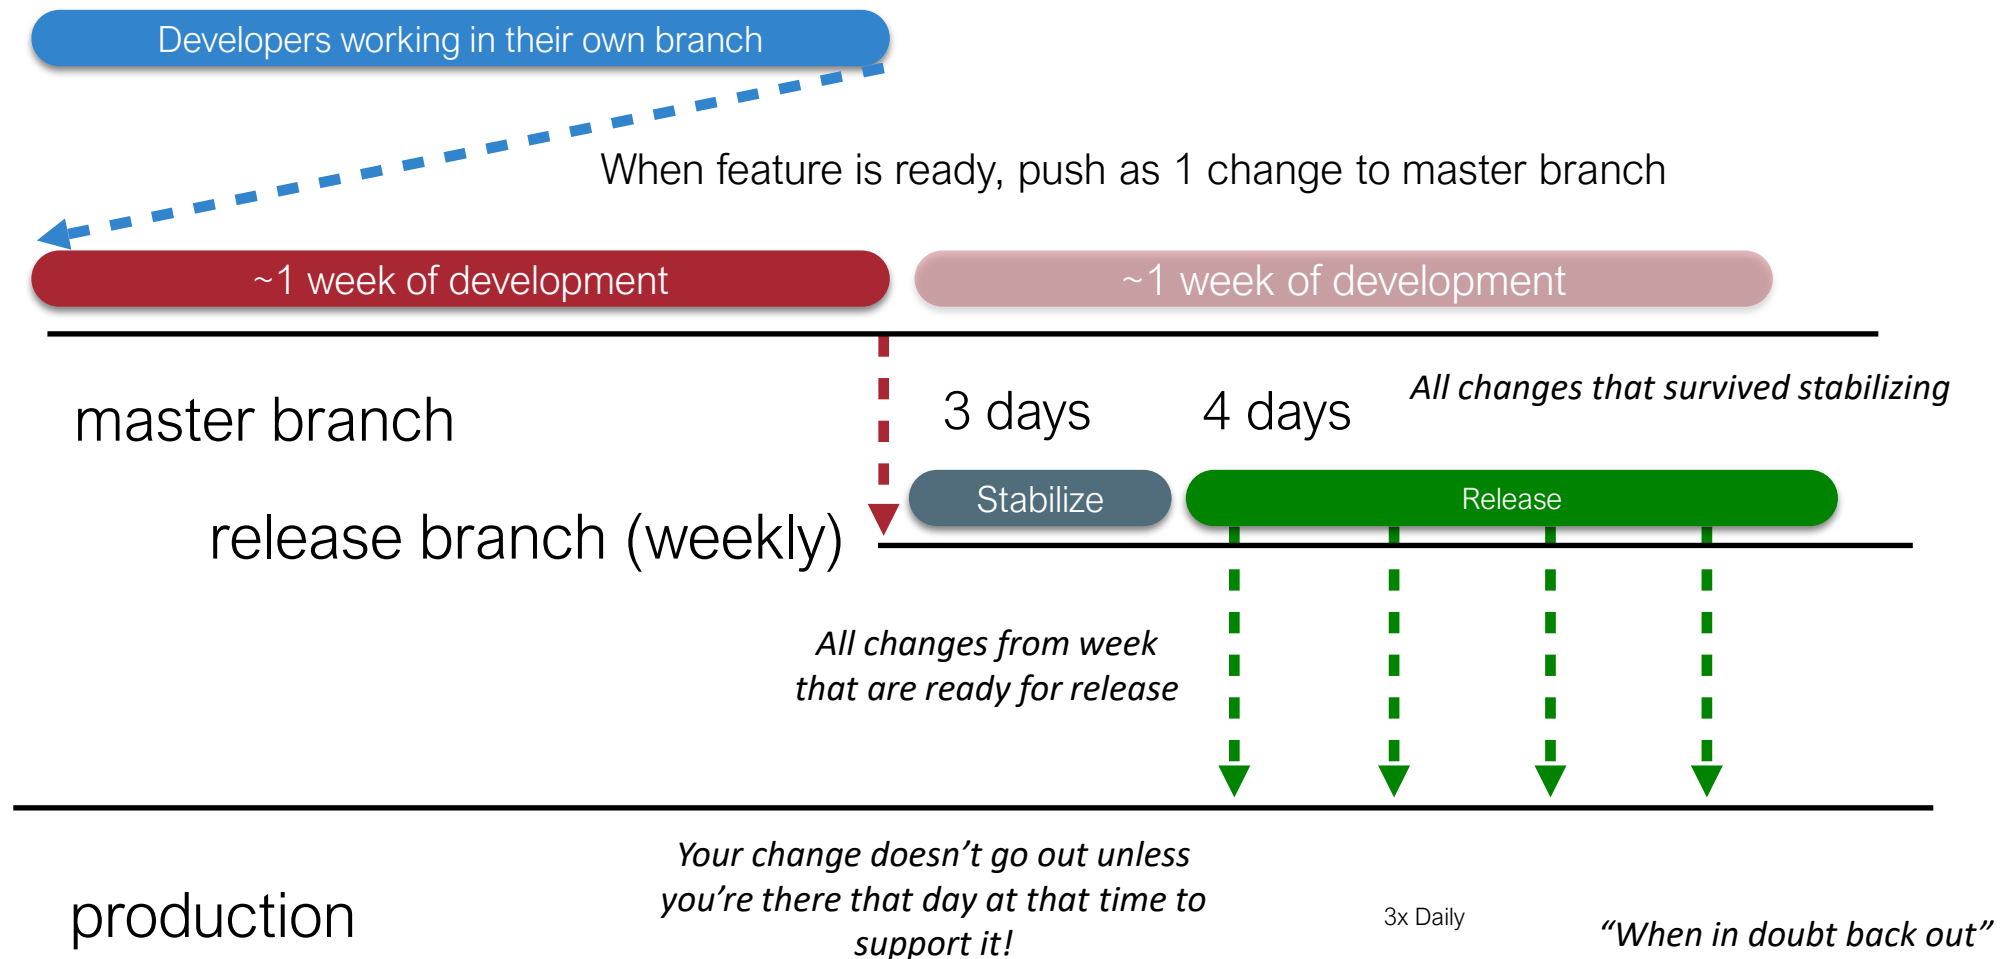 Developers working in their own branch
When feature is ready, push as 1 change to master branch
~1 week of development
~1 week of development
master branch
3 days
4 days
All changes that survived stabilizing
Stabilize
Release
release branch (weekly)
All changes from week
that are ready for release
production
Your change doesn’t go out unless
you’re there that day at that time to
support it!
3x Daily
“When in doubt back out”